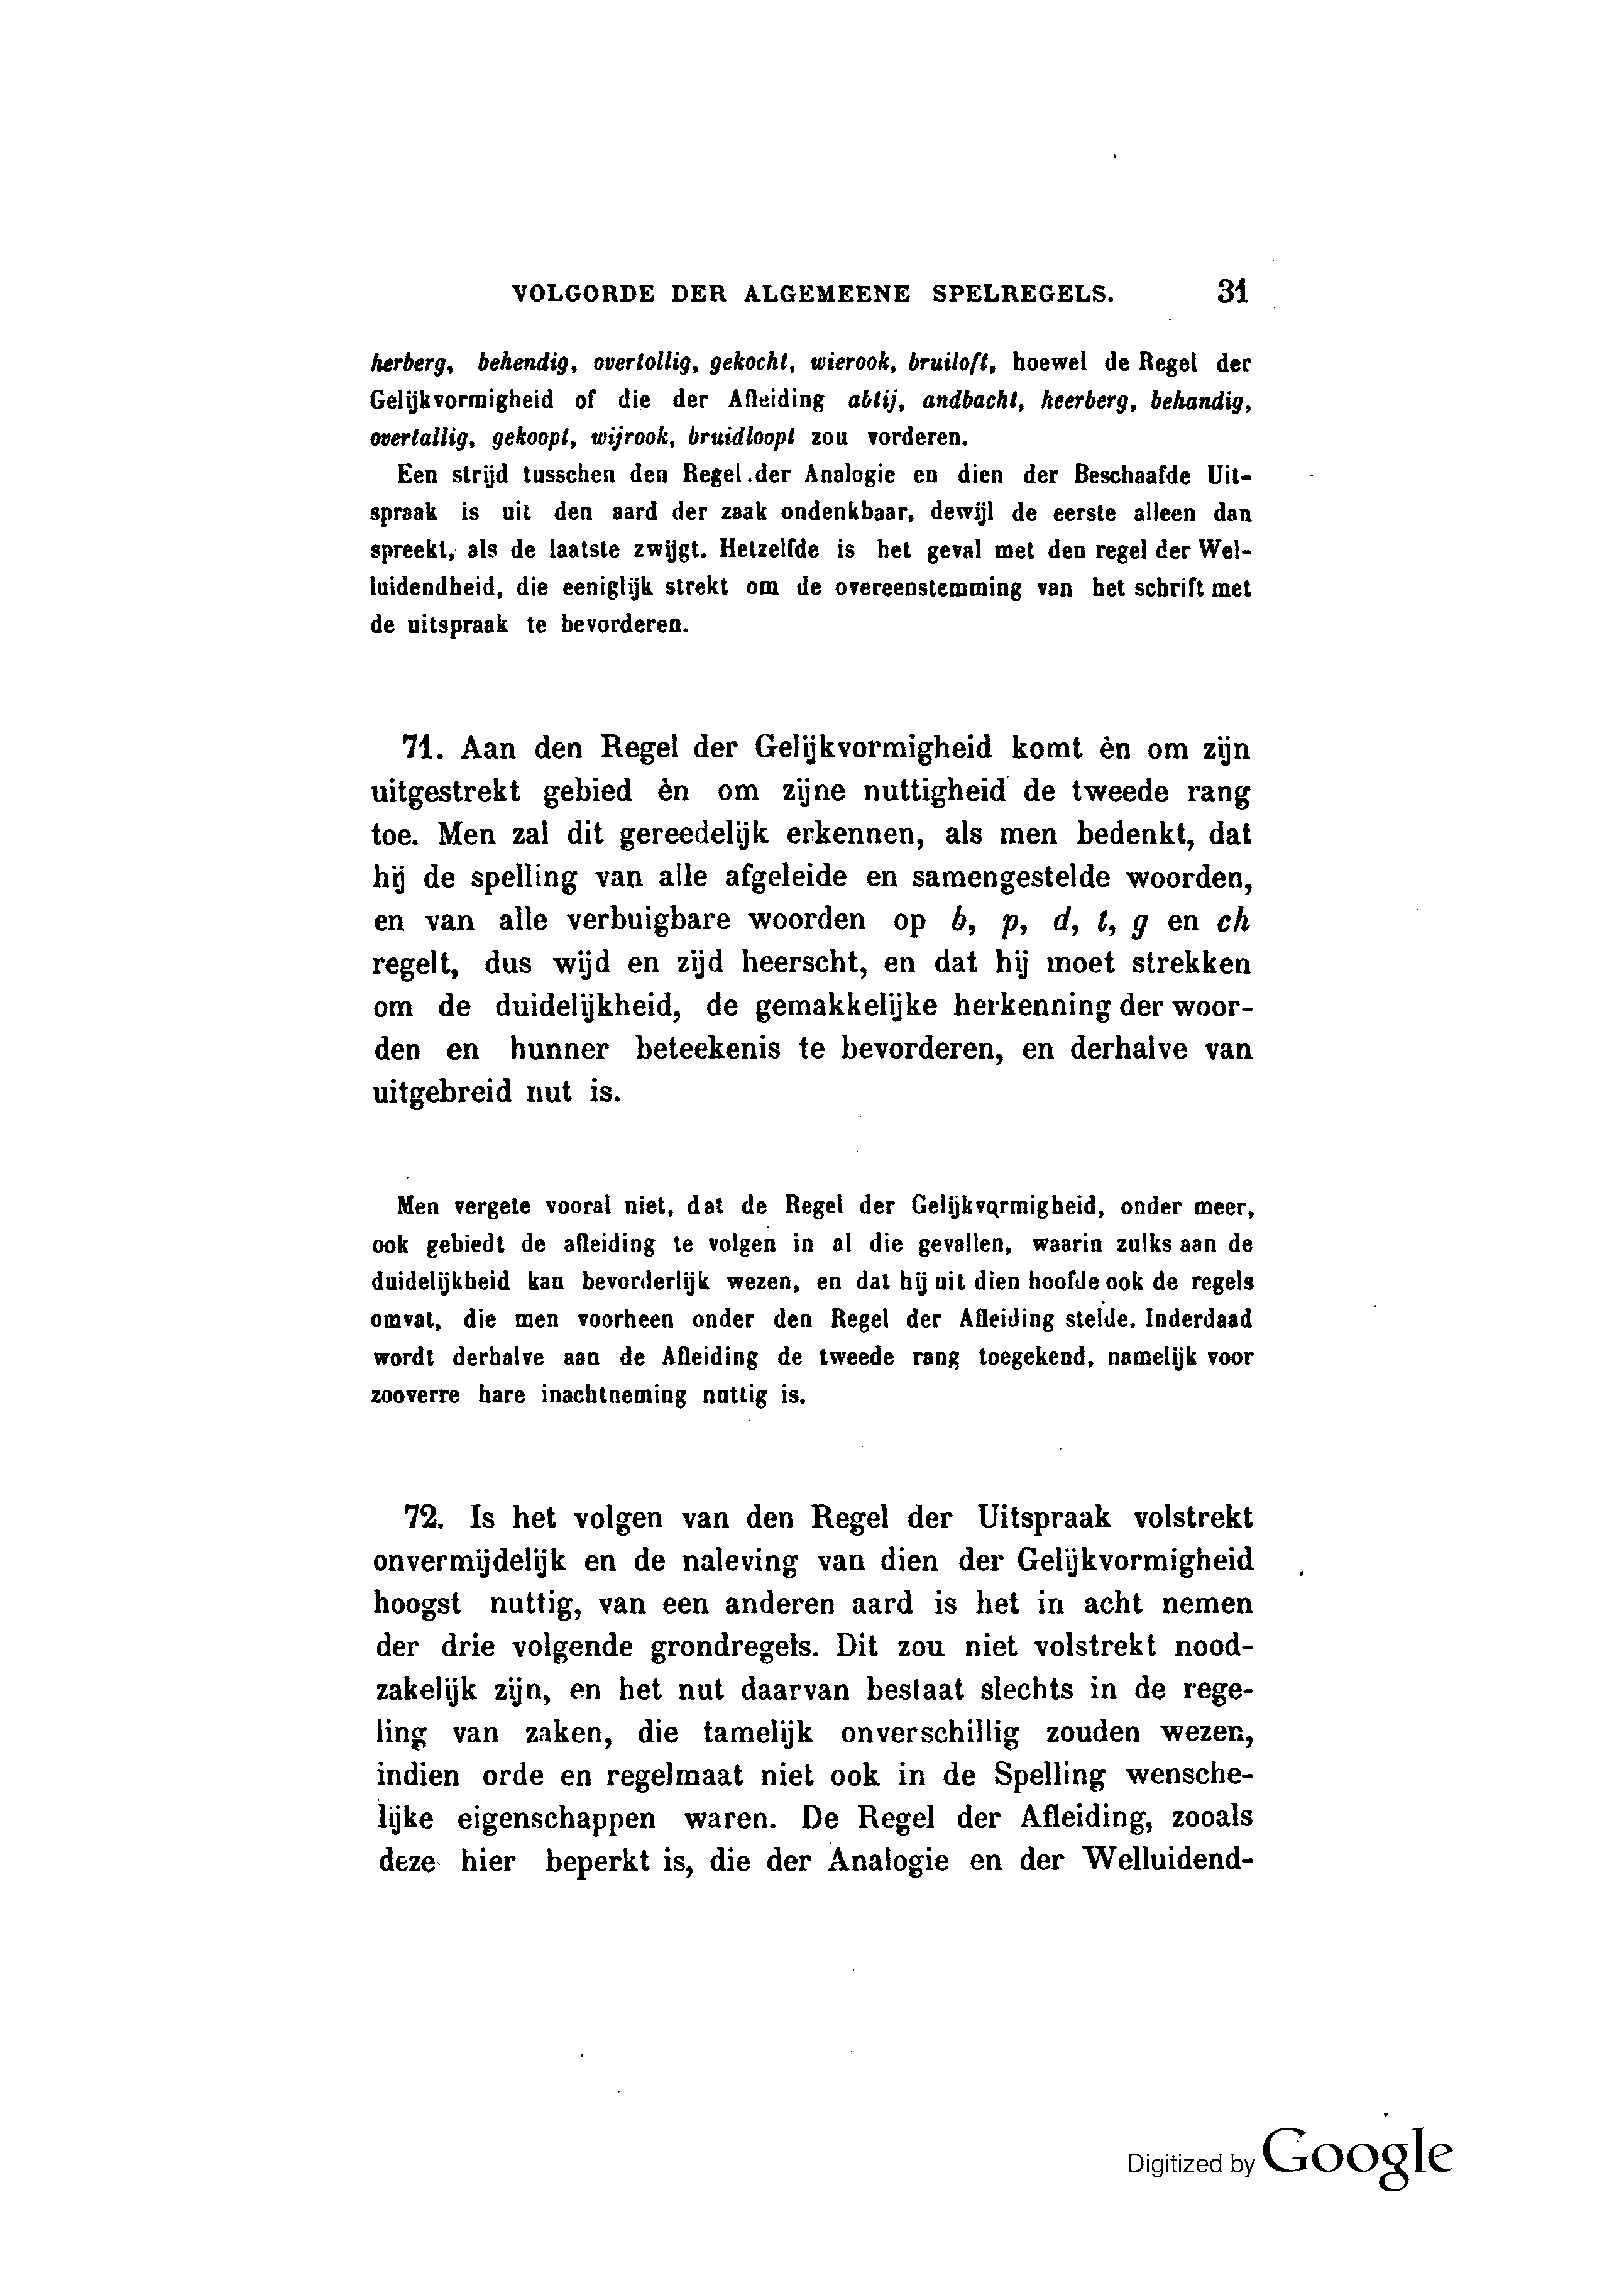 VOLGORDE DER ALGEMEENE SPELREGELS. 31
herberg, behendig, overtollig, gekocht, wierook, bruiloft, hoewel de Regel der
Gelijkvormigheid of die der Afleiding abtij, andbacht, heerberg, behandig,
overtallig, gekoopt, wijrook, bruidloopt zou vorderen.
Een strijd tusschen den Regel der Analogie en dien der Beschaafde Uit-
spraak is uit den aard der zaak ondenkbaar, dewijl de eerste alleen dan
spreekt, als de laatste zwijgt. Hetzelfde is het geval met den regel der Wel-
luidendheid, die eeniglijk strekt om de overeenstemming van het schrift met
de uitspraak te bevorderen.
71. Aan den Regel der Gelijkvormigheid komt èn om zijn
uitgestrekt gebied èn om zijne nuttigheid de tweede rang
toe. Men zal dit gereedelijk erkennen, als men bedenkt, dat
hij de spelling van alle afgeleide en samengestelde woorden,
en van alle verbuigbare woorden op b, p, d, t, g en ch
regelt, dus wijd en zijd heerscht, en dat hij moet strekken
om de duidelijkheid, de gemakkelijke herkenning der woor-
den en hunner beteekenis te bevorderen, en derhalve van
uitgebreid nut is.
Men vergete vooral niet, dat de Regel der Gelijkvormigheid, onder meer,
ook gebiedt de afleiding te volgen in al die gevallen, waarin zulks aan de
duidelijkheid kan bevorderlijk wezen, en dat hij uit dien hoofde ook de regels
omvat, die men voorheen onder den Regel der Afleiding stelde. Inderdaad
wordt derhalve aan de Afleiding de tweede rang toegekend, namelijk voor
zooverre hare inachtneming nuttig is.
72. Is het volgen van den Regel der Uitspraak volstrekt
onvermijdelijk en de naleving van dien der Gelijkvormigheid
hoogst nuttig, van een anderen aard is het in acht nemen
der drie volgende grondregels. Dit zou niet volstrekt nood-
zakelijk zijn, en het nut daarvan bestaat slechts in de rege-
ling van zaken, die tamelijk onverschillig zouden wezen,
indien orde en regelmaat niet ook in de Spelling wensche-
lijke eigenschappen waren. De Regel der Afleiding, zooals
deze hier beperkt is, die der Analogie en der Welluidend-
Digitized by Google